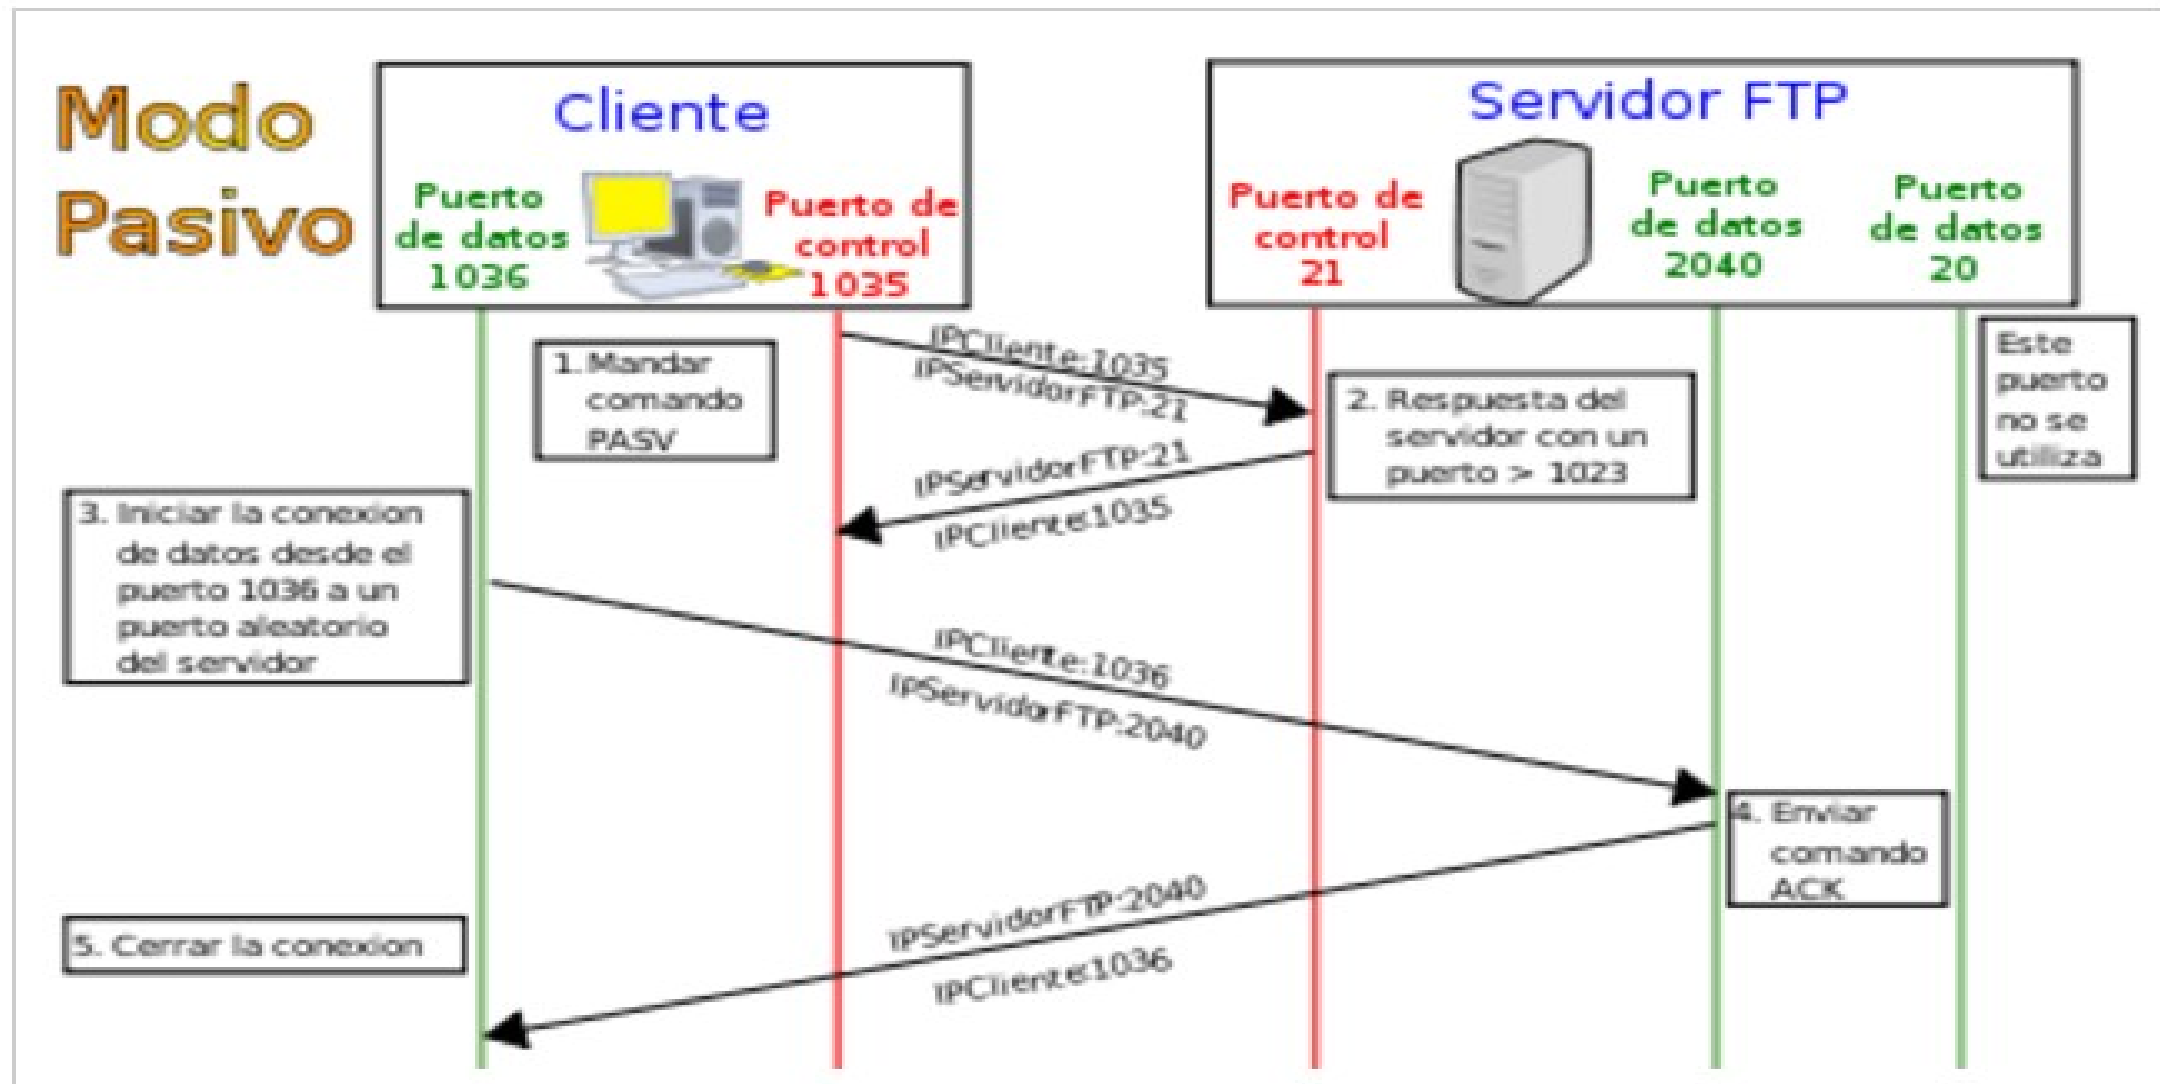 Modo
Pasivo
Cliente
Puerto
de datos
1036
Puerto de
control
1035
Servidor FTP
Puerto de
control
21
Puerto
de datos
2040
Puerto
de datos
20
1. Mandar
comando
PASV
IPCliente:1035
IPServidorFTP:21
2. Respuesta del
servidor con un
puerto > 1023
Este
puerto
no se
utiliza
IPServidorFTP:21
IPCliente:1035
3. Iniciar la conexion
de datos desde el
puerto 1036 a un
puerto aleatorio
del servidor
IPCliente:1036
IpServidorFTP:2040
4. Enviar
comando
ACK
IPServidorFTP:2040
IPCliente:1036
5. Cerrar la conexion